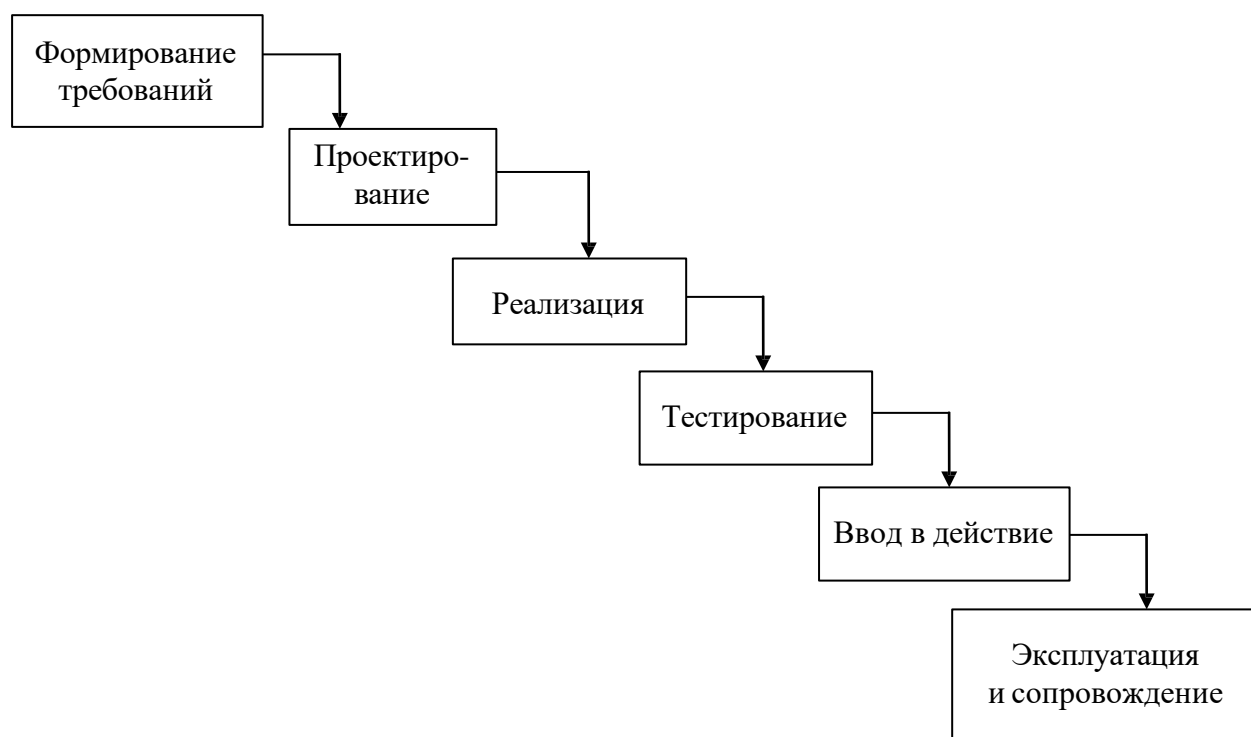 Формирование
требований
Проектиро-
вание
Реализация
Тестирование
Ввод в действие
Эксплуатация
и сопровождение